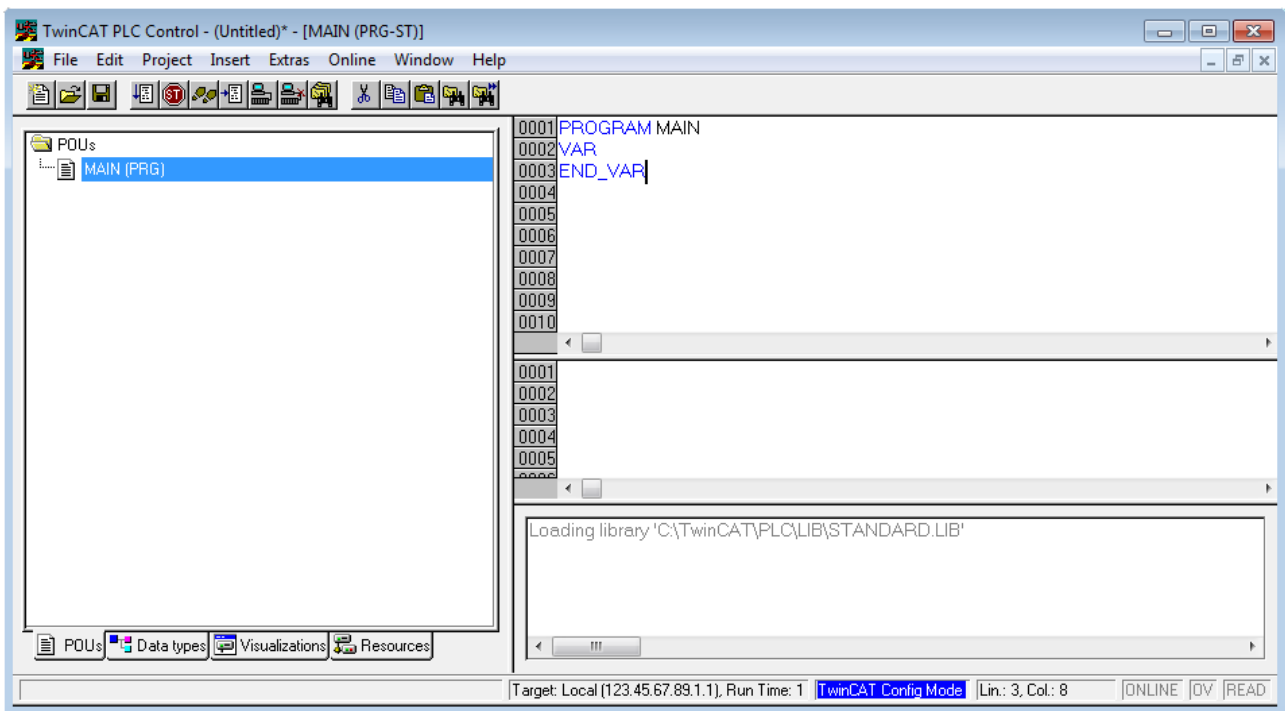 TwinCAT PLC Control - (Untitled)* - [MAIN (PRG-ST)]
File Edit Project Insert Extras Online Window Help
POUs
MAIN (PRG)
0001 PROGRAM MAIN
0002 VAR
0003 END_VAR
0004
0005
0006
0007
0008
0009
0010
0001
0002
0003
0004
0005
Loading library 'C:\TwinCAT\PLC\LIB\STANDARD.LIB'
POUs Data types Visualizations Resources
Target: Local (123.45.67.89.1.1), Run Time: 1 TwinCAT Config Mode Lin.: 3, Col.: 8 ONLINE OV READ